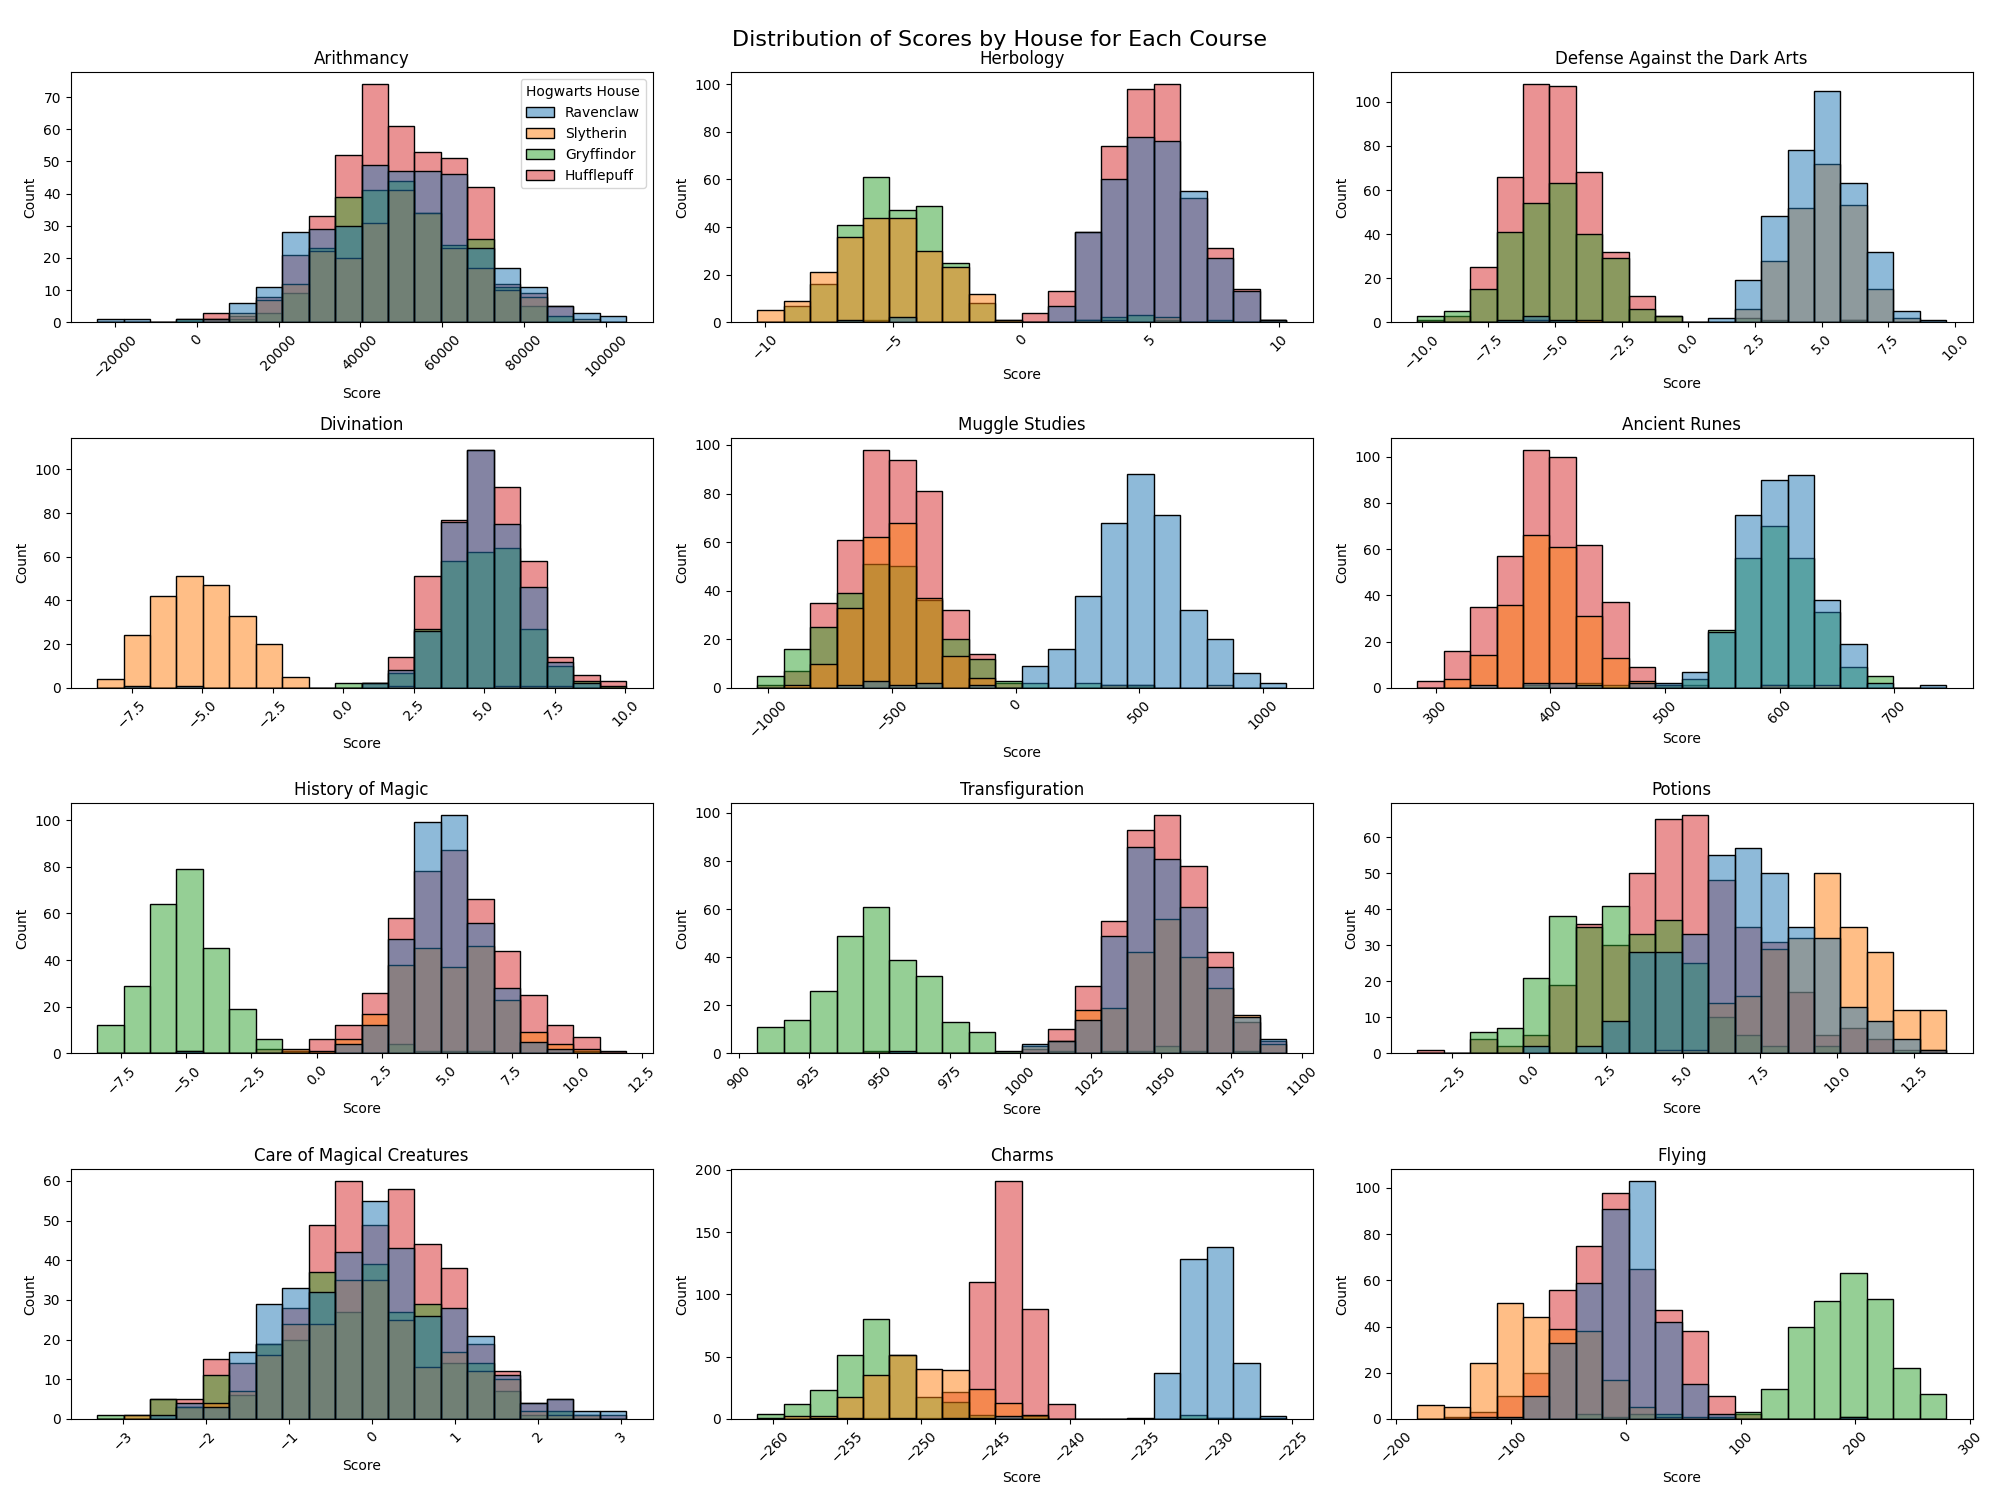 Distribution of Scores by House for Each Course
Arithmancy
Herbology
Defense Against the Dark Arts
Hogwarts House
Ravenclaw
Slytherin
Gryffindor
Hufflepuff
Count
0 10 20 30 40 50 60 70
−20000 0 20000 40000 60000 80000 100000
Score
Count
0 20 40 60 80 100
−10 −5 0 5 10
Score
Count
0 20 40 60 80 100
−10.0 −7.5 −5.0 −2.5 0.0 2.5 5.0 7.5 10.0
Score
Divination
Count
0 20 40 60 80 100
−7.5 −5.0 −2.5 0.0 2.5 5.0 7.5 10.0
Score
Muggle Studies
Count
0 20 40 60 80 100
−1000 −500 0 500 1000
Score
Ancient Runes
Count
0 20 40 60 80 100
300 400 500 600 700
Score
History of Magic
Count
0 20 40 60 80 100
−7.5 −5.0 −2.5 0.0 2.5 5.0 7.5 10.0 12.5
Score
Transfiguration
Count
0 20 40 60 80 100
900 925 950 975 1000 1025 1050 1075 1100
Score
Potions
Count
0 10 20 30 40 50 60
−2.5 0.0 2.5 5.0 7.5 10.0 12.5
Score
Care of Magical Creatures
Count
0 10 20 30 40 50 60
−3 −2 −1 0 1 2 3
Score
Charms
Count
0 50 100 150 200
−260 −255 −250 −245 −240 −235 −230 −225
Score
Flying
Count
0 20 40 60 80 100
−200 −100 0 100 200 300
Score